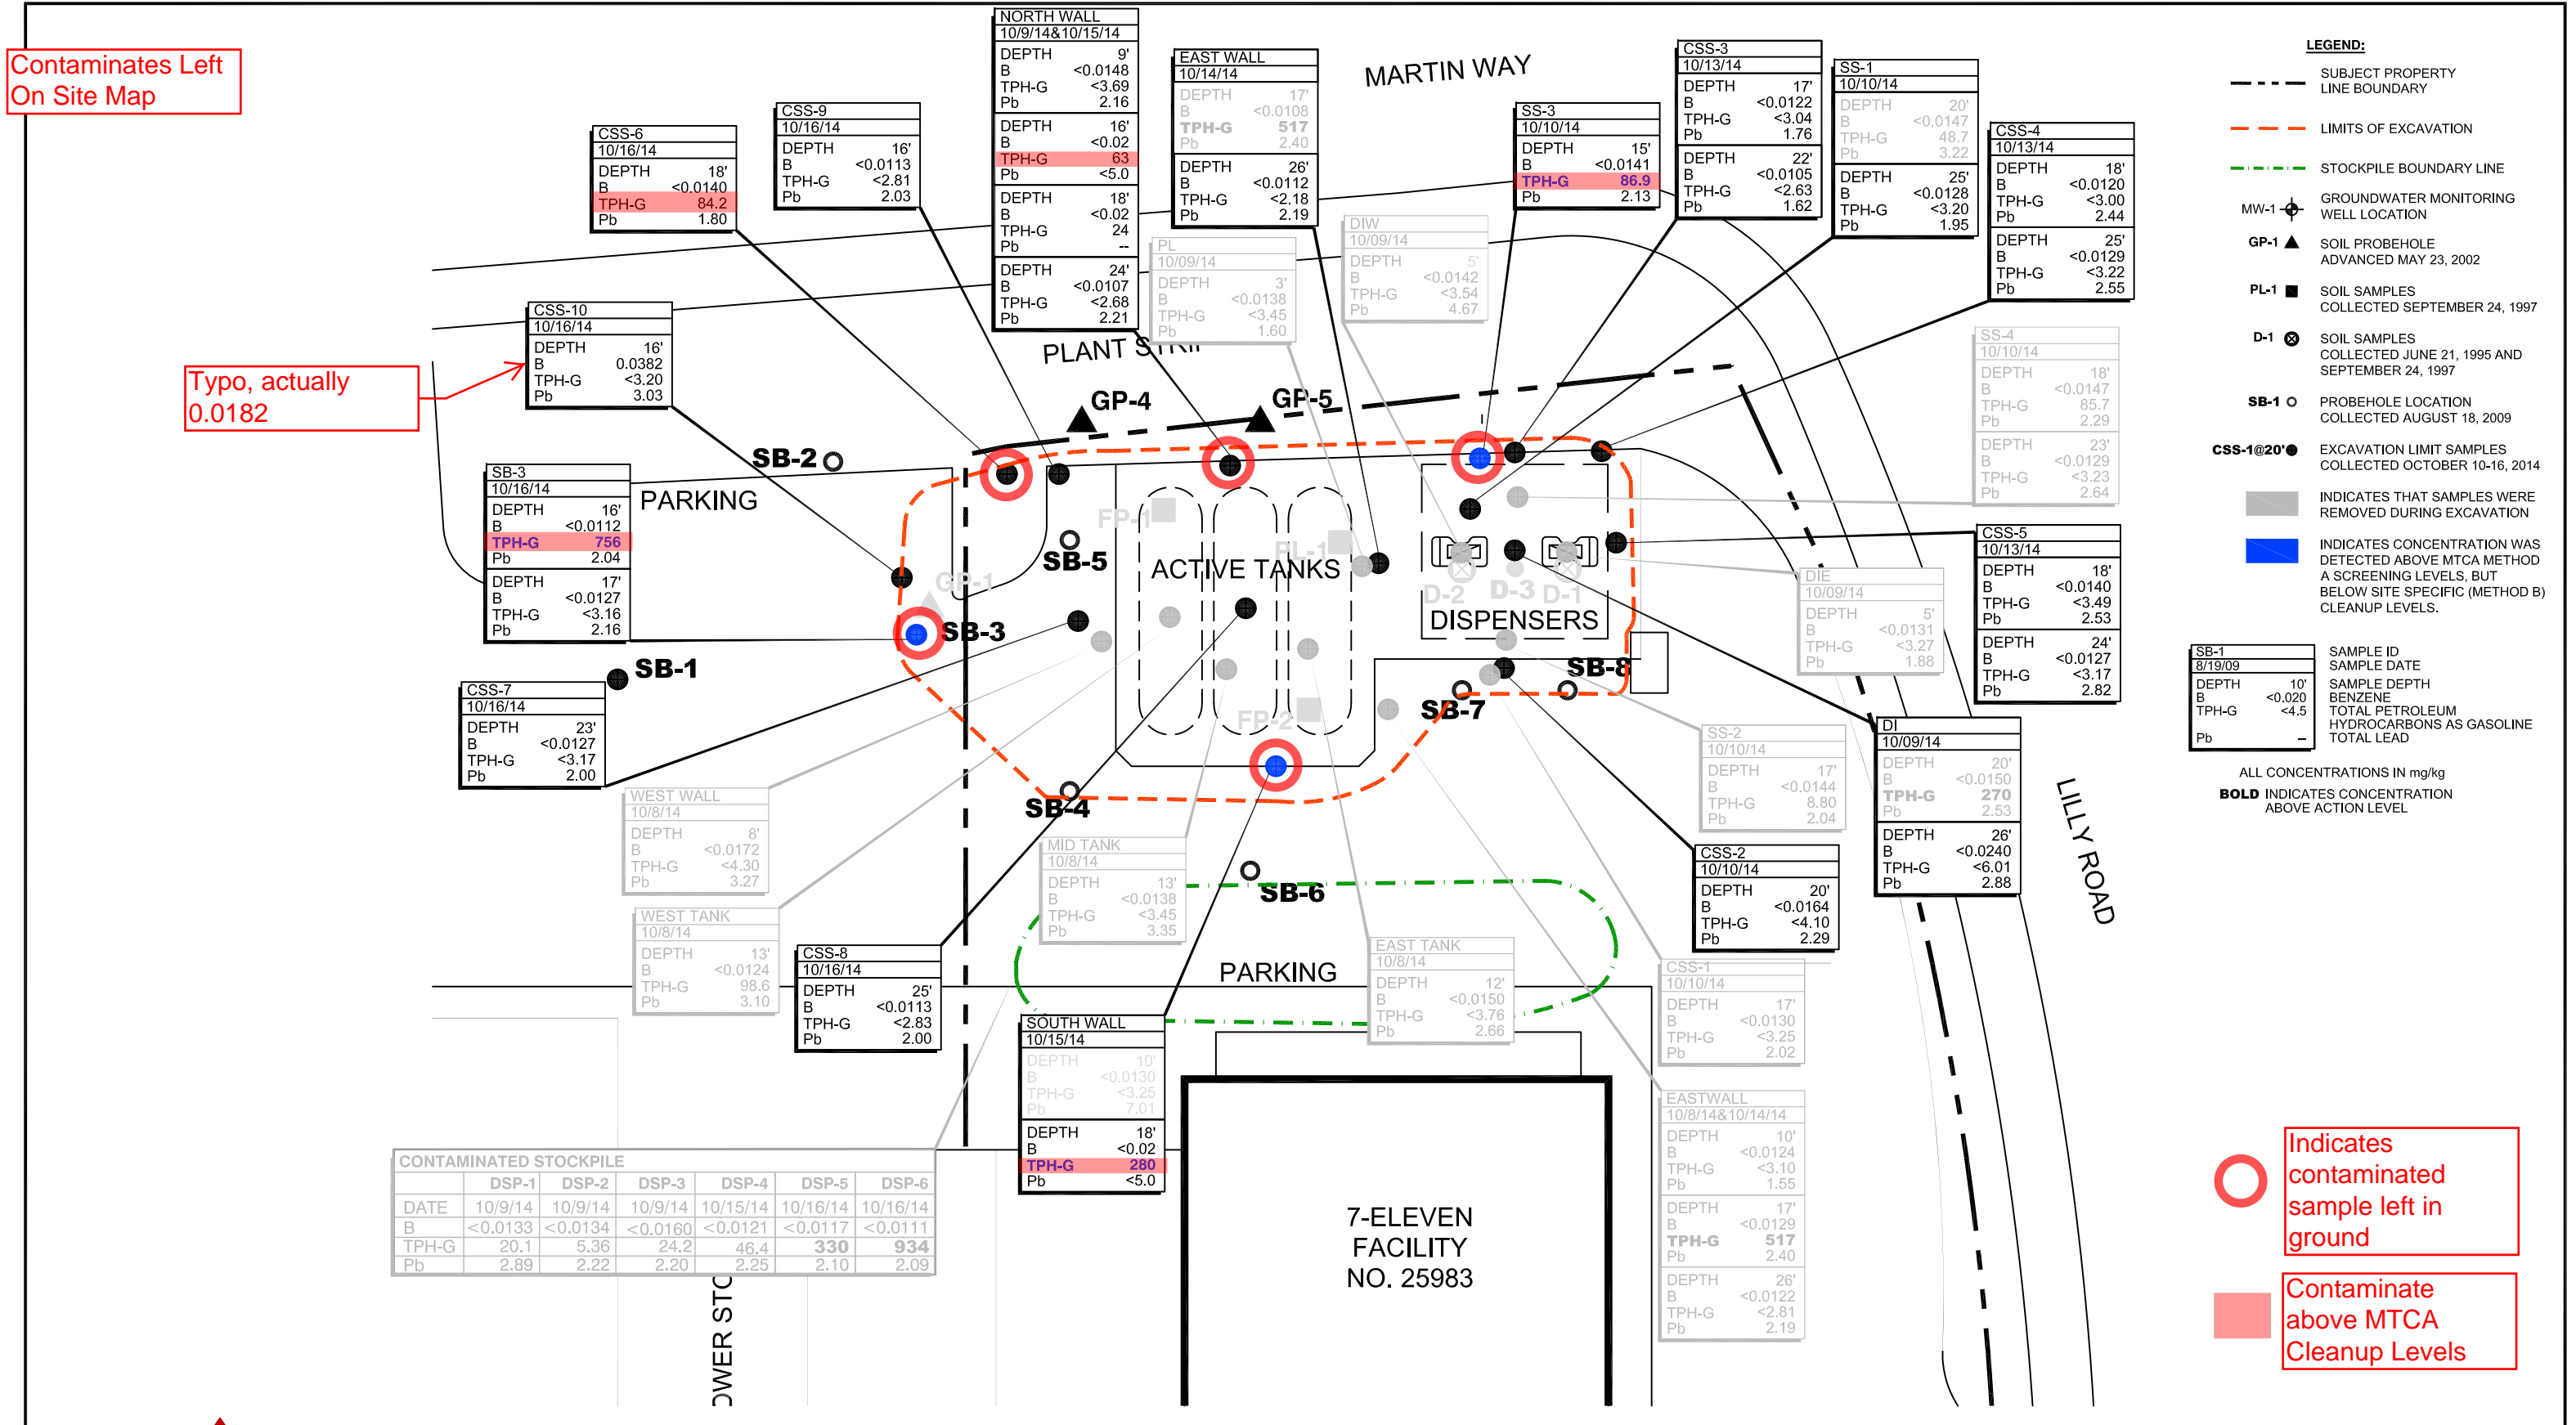 Contaminates Left
On Site Map
NORTH WALL
10/9/14&10/15/14
DEPTH 9'
B <0.0148
TPH-G <3.69
Pb 2.16
DEPTH 16'
B <0.02
TPH-G 63
Pb <5.0
DEPTH 18'
B <0.02
TPH-G 24
Pb --
DEPTH 24'
B <0.0107
TPH-G <2.68
Pb 2.21
EAST WALL
10/14/14
DEPTH 17'
B <0.0108
TPH-G 517
Pb 2.40
DEPTH 26'
B <0.0112
TPH-G <2.18
Pb 2.19
MARTIN WAY
CSS-3
10/13/14
DEPTH 17'
B <0.0122
TPH-G <3.04
Pb 1.76
DEPTH 22'
B <0.0105
TPH-G <2.63
Pb 1.62
SS-1
10/10/14
DEPTH 20'
B <0.0147
TPH-G 48.7
Pb 3.22
DEPTH 25'
B <0.0128
TPH-G <3.20
Pb 1.95
CSS-4
10/13/14
DEPTH 18'
B <0.0120
TPH-G <3.00
Pb 2.44
DEPTH 25'
B <0.0129
TPH-G <3.22
Pb 2.55
CSS-6
10/16/14
DEPTH 18'
B <0.0140
TPH-G 84.2
Pb 1.80
CSS-9
10/16/14
DEPTH 16'
B <0.0113
TPH-G <2.81
Pb 2.03
SS-3
10/10/14
DEPTH 15'
B <0.0141
TPH-G 86.9
Pb 2.13
PL
10/09/14
DEPTH 3'
B <0.0138
TPH-G <3.45
Pb 1.60
DIW
10/09/14
DEPTH 5'
B <0.0142
TPH-G <3.54
Pb 4.67
CSS-10
10/16/14
DEPTH 16'
B 0.0382
TPH-G <3.20
Pb 3.03
Typo, actually
0.0182
PLANT STRIP
SS-4
10/10/14
DEPTH 18'
B <0.0147
TPH-G 85.7
Pb 2.29
DEPTH 23'
B <0.0129
TPH-G <3.23
Pb 2.64
GP-4
GP-5
SB-2
PARKING
SB-3
10/16/14
DEPTH 16'
B <0.0112
TPH-G 756
Pb 2.04
DEPTH 17'
B <0.0127
TPH-G <3.16
Pb 2.16
FP-1
SB-5
PL-1
ACTIVE TANKS
GP-1
D-2
D-3
D-1
DISPENSERS
SB-3
SB-1
SB-8
SB-7
FP-2
SB-4
SB-6
CSS-5
10/13/14
DEPTH 18'
B <0.0140
TPH-G <3.49
Pb 2.53
DEPTH 24'
B <0.0127
TPH-G <3.17
Pb 2.82
DIE
10/09/14
DEPTH 5'
B <0.0131
TPH-G <3.27
Pb 1.88
CSS-7
10/16/14
DEPTH 23'
B <0.0127
TPH-G <3.17
Pb 2.00
SS-2
10/10/14
DEPTH 17'
B <0.0144
TPH-G 8.80
Pb 2.04
DI
10/09/14
DEPTH 20'
B <0.0150
TPH-G 270
Pb 2.53
DEPTH 26'
B <0.0240
TPH-G <6.01
Pb 2.88
LILLY ROAD
WEST WALL
10/8/14
DEPTH 8'
B <0.0172
TPH-G <4.30
Pb 3.27
MID TANK
10/8/14
DEPTH 13'
B <0.0138
TPH-G <3.45
Pb 3.35
CSS-2
10/10/14
DEPTH 20'
B <0.0164
TPH-G <4.10
Pb 2.29
WEST TANK
10/8/14
DEPTH 13'
B <0.0124
TPH-G 98.6
Pb 3.10
CSS-8
10/16/14
DEPTH 25'
B <0.0113
TPH-G <2.83
Pb 2.00
PARKING
EAST TANK
10/8/14
DEPTH 12'
B <0.0150
TPH-G <3.76
Pb 2.66
CSS-1
10/10/14
DEPTH 17'
B <0.0130
TPH-G <3.25
Pb 2.02
SOUTH WALL
10/15/14
DEPTH 10'
B <0.0130
TPH-G <3.25
Pb 7.01
DEPTH 18'
B <0.02
TPH-G 280
Pb <5.0
EASTWALL
10/8/14&10/14/14
DEPTH 10'
B <0.0124
TPH-G <3.10
Pb 1.55
DEPTH 17'
B <0.0129
TPH-G 517
Pb 2.40
DEPTH 26'
B <0.0122
TPH-G <2.81
Pb 2.19
CONTAMINATED STOCKPILE
DSP-1 DSP-2 DSP-3 DSP-4 DSP-5 DSP-6
DATE 10/9/14 10/9/14 10/9/14 10/15/14 10/16/14 10/16/14
B <0.0133 <0.0134 <0.0160 <0.0121 <0.0117 <0.0111
TPH-G 20.1 5.36 24.2 46.4 330 934
Pb 2.89 2.22 2.20 2.25 2.10 2.09
OWER STO
7-ELEVEN
FACILITY
NO. 25983
LEGEND:
SUBJECT PROPERTY
LINE BOUNDARY
LIMITS OF EXCAVATION
STOCKPILE BOUNDARY LINE
MW-1 GROUNDWATER MONITORING
WELL LOCATION
GP-1 SOIL PROBEHOLE
ADVANCED MAY 23, 2002
PL-1 SOIL SAMPLES
COLLECTED SEPTEMBER 24, 1997
D-1 SOIL SAMPLES
COLLECTED JUNE 21, 1995 AND
SEPTEMBER 24, 1997
SB-1 PROBEHOLE LOCATION
COLLECTED AUGUST 18, 2009
CSS-1@20' EXCAVATION LIMIT SAMPLES
COLLECTED OCTOBER 10-16, 2014
INDICATES THAT SAMPLES WERE
REMOVED DURING EXCAVATION
INDICATES CONCENTRATION WAS
DETECTED ABOVE MTCA METHOD
A SCREENING LEVELS, BUT
BELOW SITE SPECIFIC (METHOD B)
CLEANUP LEVELS.
SB-1 SAMPLE ID
8/19/09 SAMPLE DATE
DEPTH 10' SAMPLE DEPTH
B <0.020 BENZENE
TPH-G <4.5 TOTAL PETROLEUM
HYDROCARBONS AS GASOLINE
Pb – TOTAL LEAD
ALL CONCENTRATIONS IN mg/kg
BOLD INDICATES CONCENTRATION
ABOVE ACTION LEVEL
Indicates
contaminated
sample left in
ground
Contaminate
above MTCA
Cleanup Levels